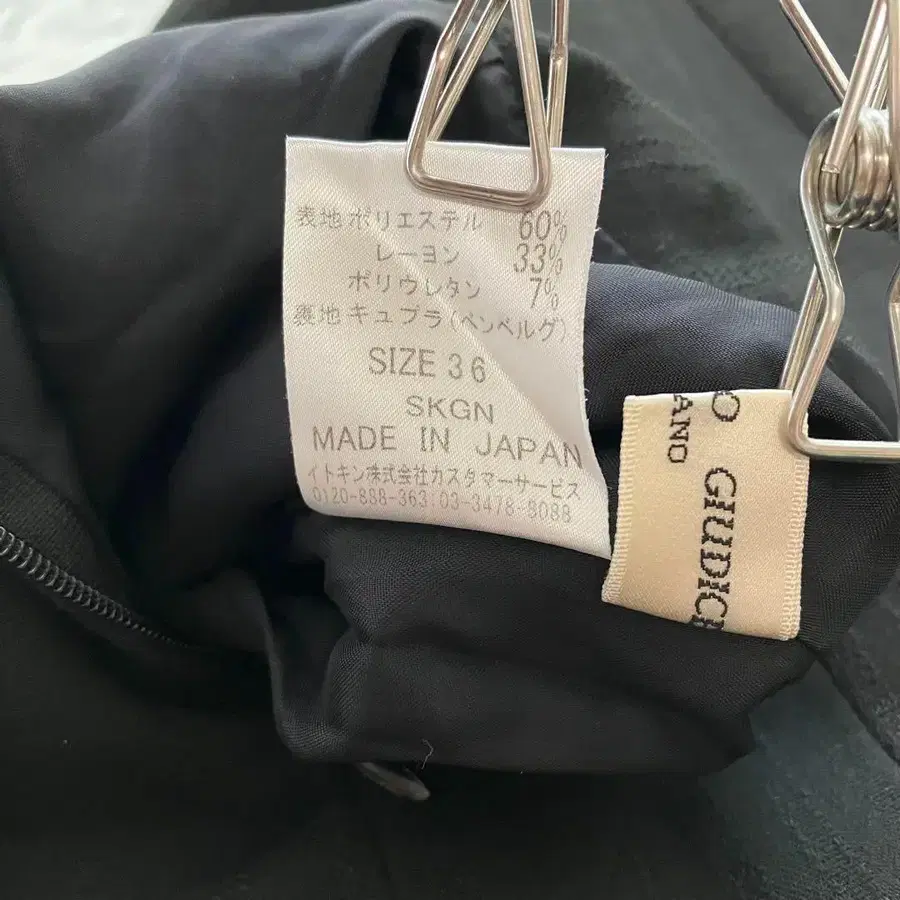 表地 ポリエステル 60%
レーヨン 33%
ポリウレタン 7%
裏地 キュプラ(ベンベルグ)
SIZE 36
SKGN
MADE IN JAPAN
イトキン株式会社カスタマーサービス
0120-888-363:03-3478-8088
GIUDIC
ANO